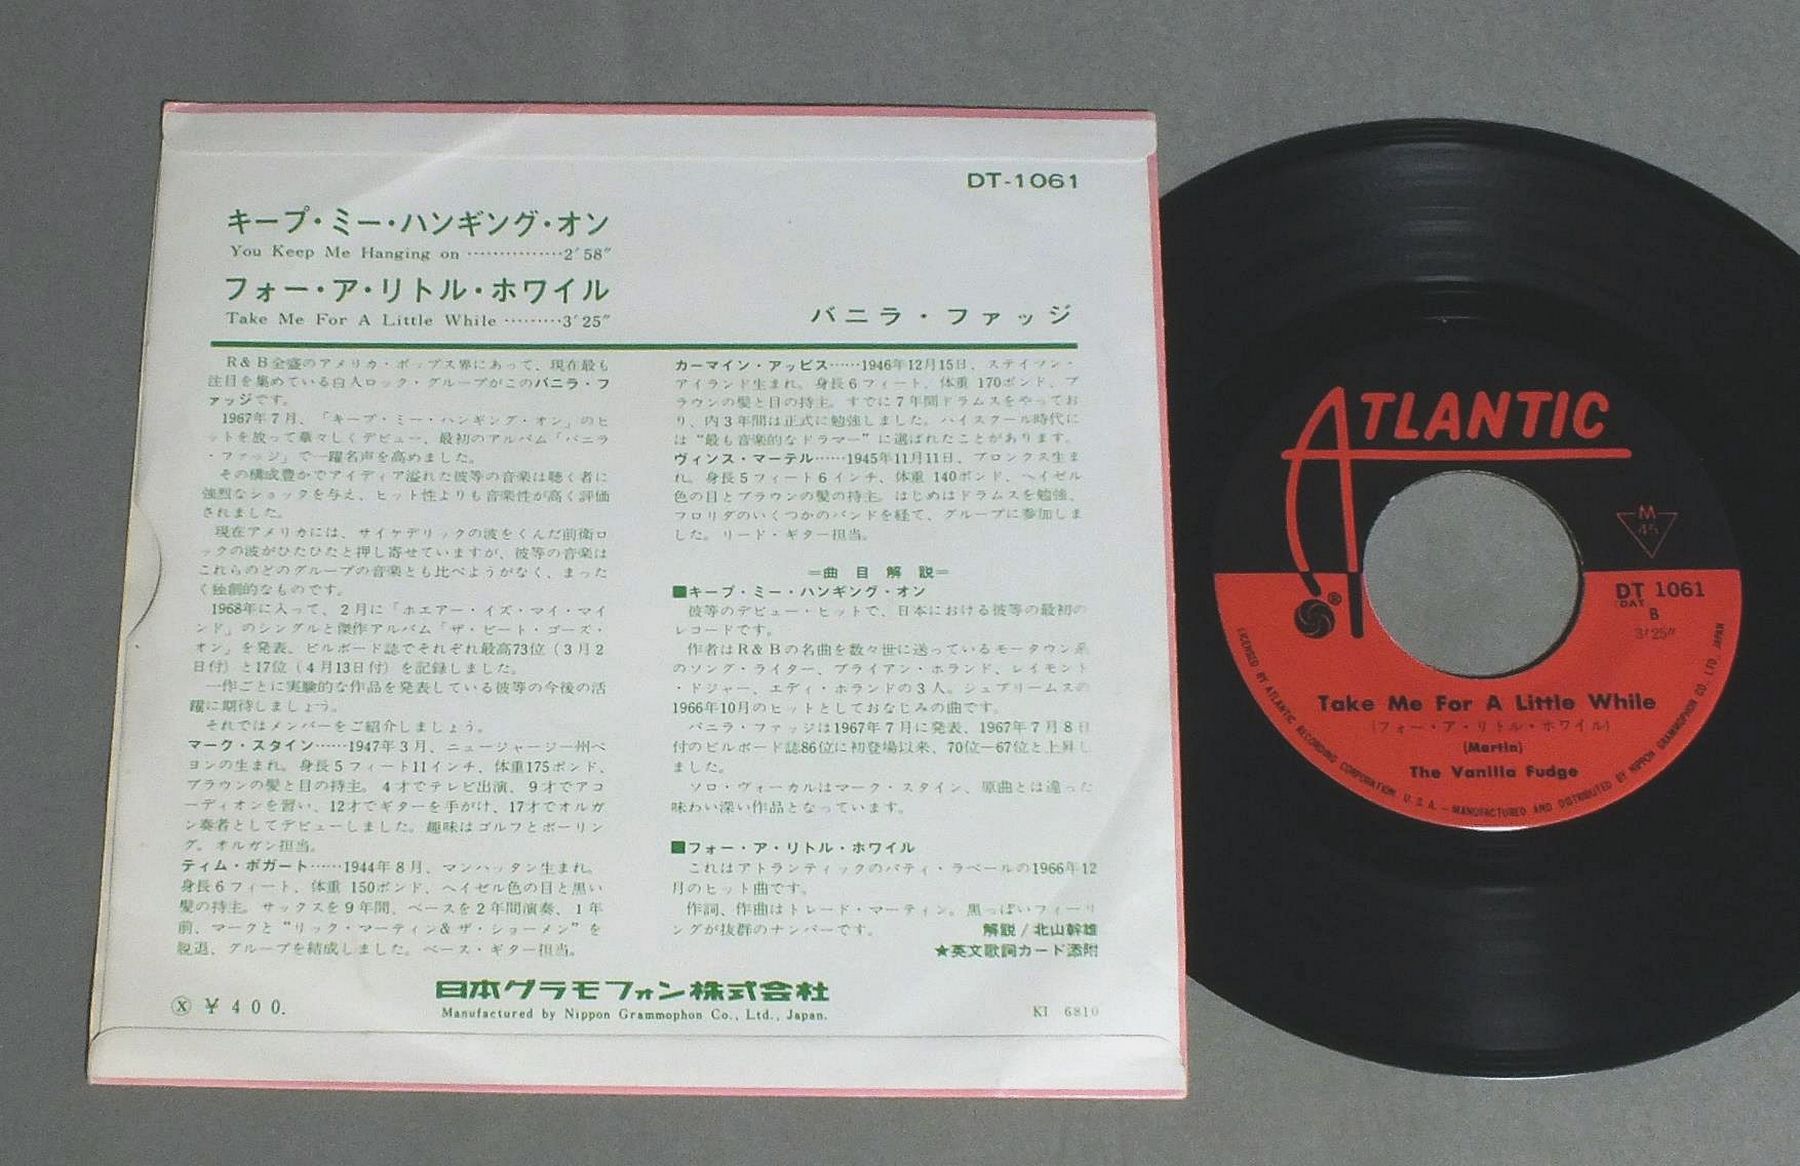 DT-1061
キープ・ミー・ハンギング・オン
You Keep Me Hanging on ··············· 2′58″
フォー・ア・リトル・ホワイル
Take Me For A Little While ········· 3′25″
バニラ・ファッジ
R&B全盛のアメリカ・ポップス界にあって、現在最も
注目を集めている白人ロック・グループがこのバニラ・フ
ァッジです。
1967年7月、「キープ・ミー・ハンギング・オン」のヒ
ットを放って華々しくデビュー、最初のアルバム「バニラ
・ファッジ」で一躍名声を高めました。
その構成豊かでアイディア溢れた彼等の音楽は聴く者に
強烈なショックを与え、ヒット性よりも音楽性が高く評価
されました。
現在アメリカには、サイケデリックの波をくんだ前衛ロ
ックの波がひたひたと押し寄せていますが、彼等の音楽は
これらのどのグループの音楽とも比べようがなく、まった
く独創的なものです。
1968年に入って、2月に「ホエアー・イズ・マイ・マイ
ンド」のシングルと傑作アルバム「ザ・ビート・ゴーズ・
オン」を発表、ビルボード誌でそれぞれ最高73位（3月2
日付）と17位（4月13日付）を記録しました。
一作ごとに実験的な作品を発表している彼等の今後の活
躍に期待しましょう。
それではメンバーをご紹介しましょう。
マーク・スタイン……1947年3月、ニュージャージー州ベ
ヨンの生まれ。身長5フィート11インチ、体重175ポンド、
ブラウンの髪と目の持主。4才でテレビ出演、9才でアコ
ーディオンを習い、12才でギターを手がけ、17才でオルガ
ン奏者としてデビューしました。趣味はゴルフとボーリン
グ。オルガン担当。
ティム・ボガート……1944年8月、マンハッタン生まれ。
身長6フィート、体重 150ポンド、ヘイゼル色の目と黒い
髪の持主。サックスを9年間、ベースを2年間演奏、1年
前、マークと“リック・マーティン&ザ・ショーメン”を
脱退、グループを結成しました。ベース・ギター担当。
カーマイン・アッピス……1946年12月15日、ステイツン・
アイランド生まれ。身長6フィート、体重 170ポンド、ブ
ラウンの髪と目の持主。すでに7年間ドラムスをやってお
り、内3年間は正式に勉強しました。ハイスクール時代に
は“最も音楽的なドラマー”に選ばれたことがあります。
ヴィンス・マーテル……1945年11月11日、ブロンクス生ま
れ。身長5フィート6インチ、体重 140ポンド、ヘイゼル
色の目とブラウンの髪の持主。はじめはドラムスを勉強、
フロリダのいくつかのバンドを経て、グループに参加しま
した。リード・ギター担当。
＝曲目解説＝
■キープ・ミー・ハンギング・オン
彼等のデビュー・ヒットで、日本における彼等の最初の
レコードです。
作者はR&Bの名曲を数々世に送っているモータウン系
のソング・ライター、ブライアン・ホランド、レイモンド
・ドジャー、エディ・ホランドの3人。シュプリームスの
1966年10月のヒットとしておなじみの曲です。
バニラ・ファッジは1967年7月に発表、1967年7月8日
付のビルボード誌86位に初登場以来、70位—67位と上昇し
ました。
ソロ・ヴォーカルはマーク・スタイン、原曲とは違った
味わい深い作品となっています。
■フォー・ア・リトル・ホワイル
これはアトランティックのパティ・ラベールの1966年12
月のヒット曲です。
作詞、作曲はトレード・マーティン。黒っぽいフィーリ
ングが抜群のナンバーです。
解説/北山幹雄
★英文歌詞カード添附
日本グラモフォン株式会社
Manufactured by Nippon Grammophon Co., Ltd., Japan.
Ⓧ ¥400.
KI 6810
ATLANTIC
®
M
45
DT 1061
DAT
B
3′25″
Take Me For A Little While
(フォー・ア・リトル・ホワイル)
(Martin)
The Vanilla Fudge
LICENSED BY ATLANTIC RECORDING CORPORATION, U.S.A.—MANUFACTURED AND DISTRIBUTED BY NIPPON GRAMMOPHON CO., LTD., JAPAN